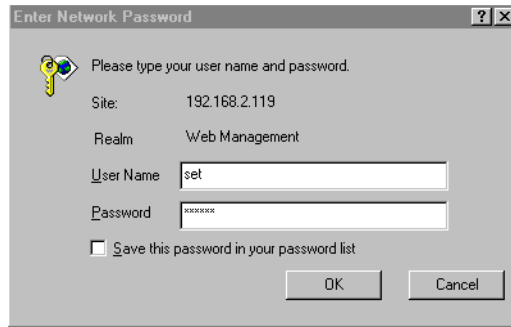 Enter Network Password
Please type your user name and password.
Site: 192.168.2.119
Realm Web Management
User Name set
Password ××××××
Save this password in your password list
OK Cancel